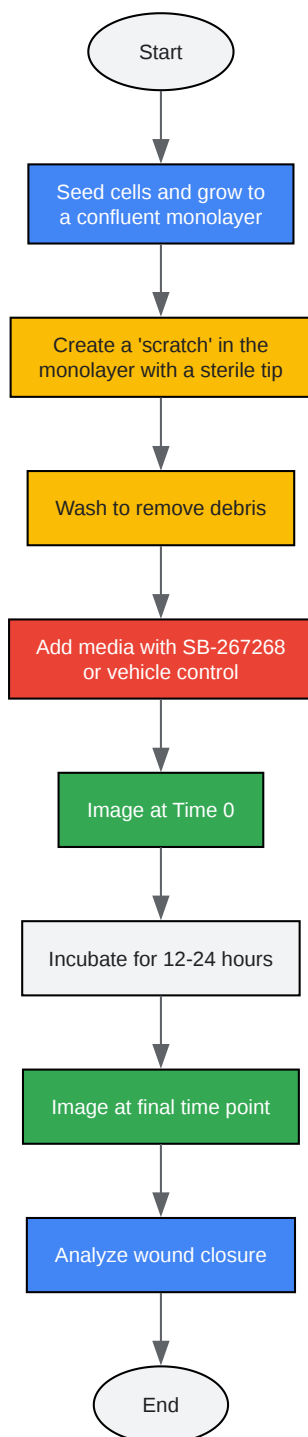 Start
Seed cells and grow to
a confluent monolayer
Create a 'scratch' in the
monolayer with a sterile tip
Wash to remove debris
Add media with SB-267268
or vehicle control
Image at Time 0
Incubate for 12-24 hours
Image at final time point
Analyze wound closure
End